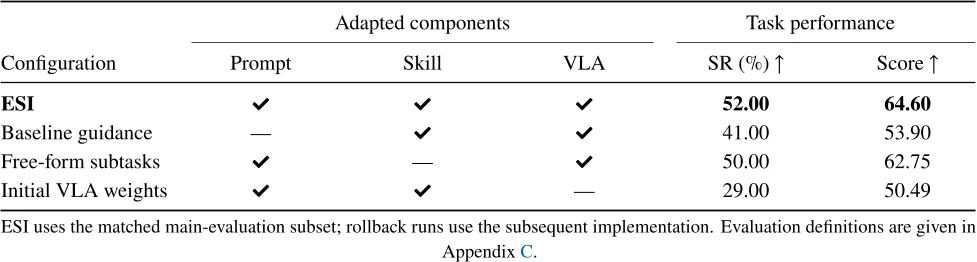 Adapted components Task performance
Configuration Prompt Skill VLA SR (%) ↑ Score ↑
ESI ✔ ✔ ✔ 52.00 64.60
Baseline guidance — ✔ ✔ 41.00 53.90
Free-form subtasks ✔ — ✔ 50.00 62.75
Initial VLA weights ✔ ✔ — 29.00 50.49
ESI uses the matched main-evaluation subset; rollback runs use the subsequent implementation. Evaluation definitions are given in
Appendix C.